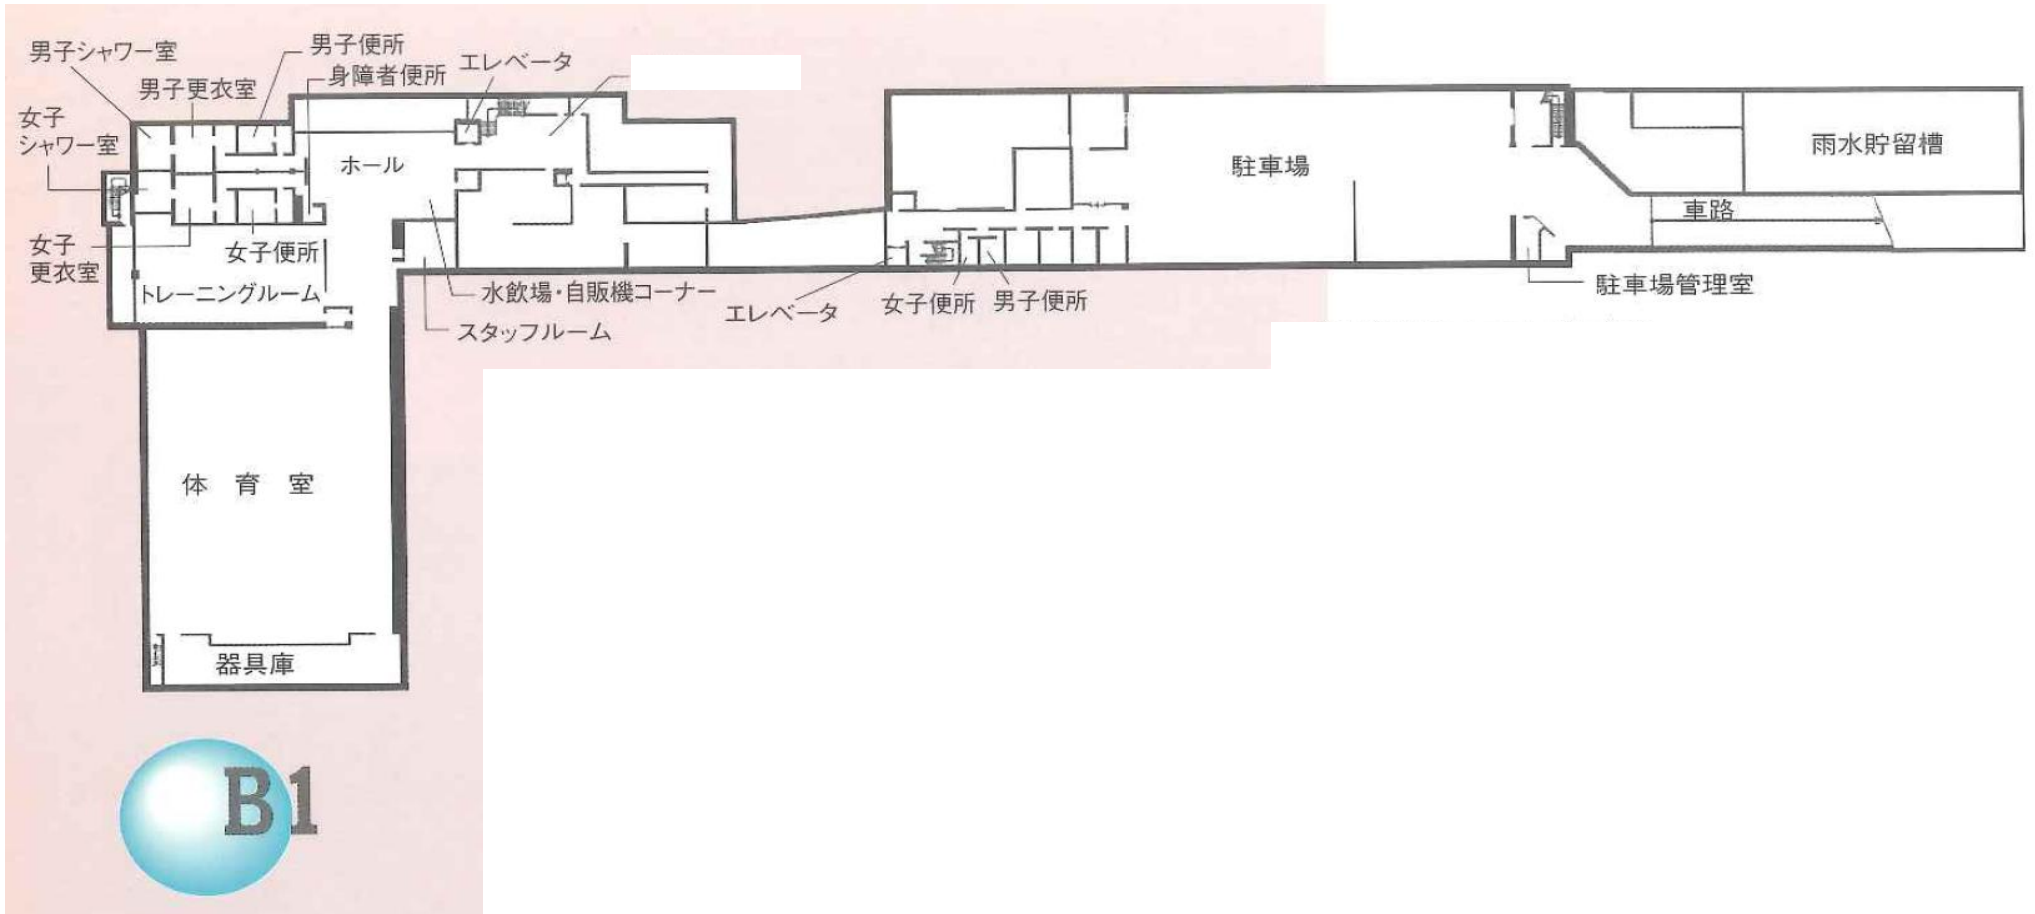 男子シャワー室
男子便所
エレベータ
身障者便所
男子更衣室
女子
シャワー室
ホール
雨水貯留槽
駐車場
車路
女子
更衣室
女子便所
トレーニングルーム
水飲場・自販機コーナー
スタッフルーム
エレベータ
女子便所
男子便所
駐車場管理室
体育室
器具庫
B1